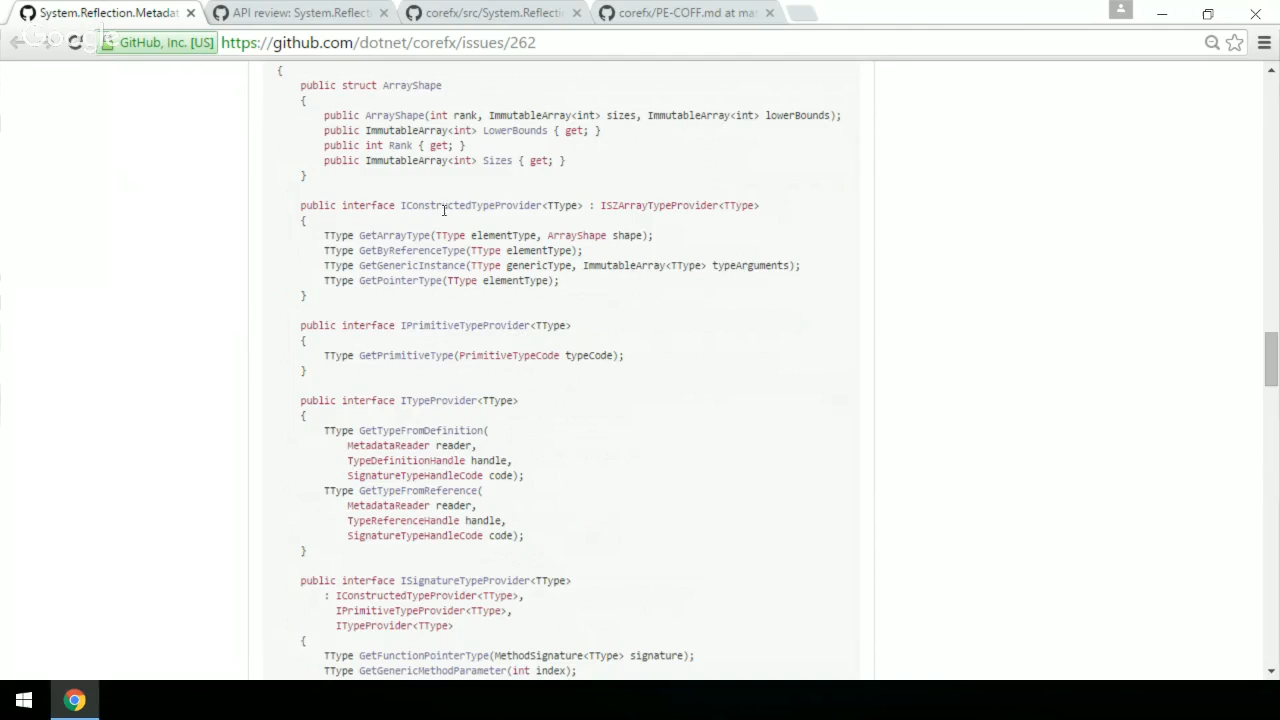 System.Reflection.Metadat
API review: System.Reflecti
corefx/src/System.Reflectio
corefx/PE-COFF.md at mas
Google
GitHub, Inc. [US]
https://github.com/dotnet/corefx/issues/262
{
public struct ArrayShape
{
public ArrayShape(int rank, ImmutableArray<int> sizes, ImmutableArray<int> lowerBounds);
public ImmutableArray<int> LowerBounds { get; }
public int Rank { get; }
public ImmutableArray<int> Sizes { get; }
}
public interface IConstructedTypeProvider<TType> : ISZArrayTypeProvider<TType>
{
TType GetArrayType(TType elementType, ArrayShape shape);
TType GetByReferenceType(TType elementType);
TType GetGenericInstance(TType genericType, ImmutableArray<TType> typeArguments);
TType GetPointerType(TType elementType);
}
public interface IPrimitiveTypeProvider<TType>
{
TType GetPrimitiveType(PrimitiveTypeCode typeCode);
}
public interface ITypeProvider<TType>
{
TType GetTypeFromDefinition(
MetadataReader reader,
TypeDefinitionHandle handle,
SignatureTypeHandleCode code);
TType GetTypeFromReference(
MetadataReader reader,
TypeReferenceHandle handle,
SignatureTypeHandleCode code);
}
public interface ISignatureTypeProvider<TType>
: IConstructedTypeProvider<TType>,
IPrimitiveTypeProvider<TType>,
ITypeProvider<TType>
{
TType GetFunctionPointerType(MethodSignature<TType> signature);
TType GetGenericMethodParameter(int index);